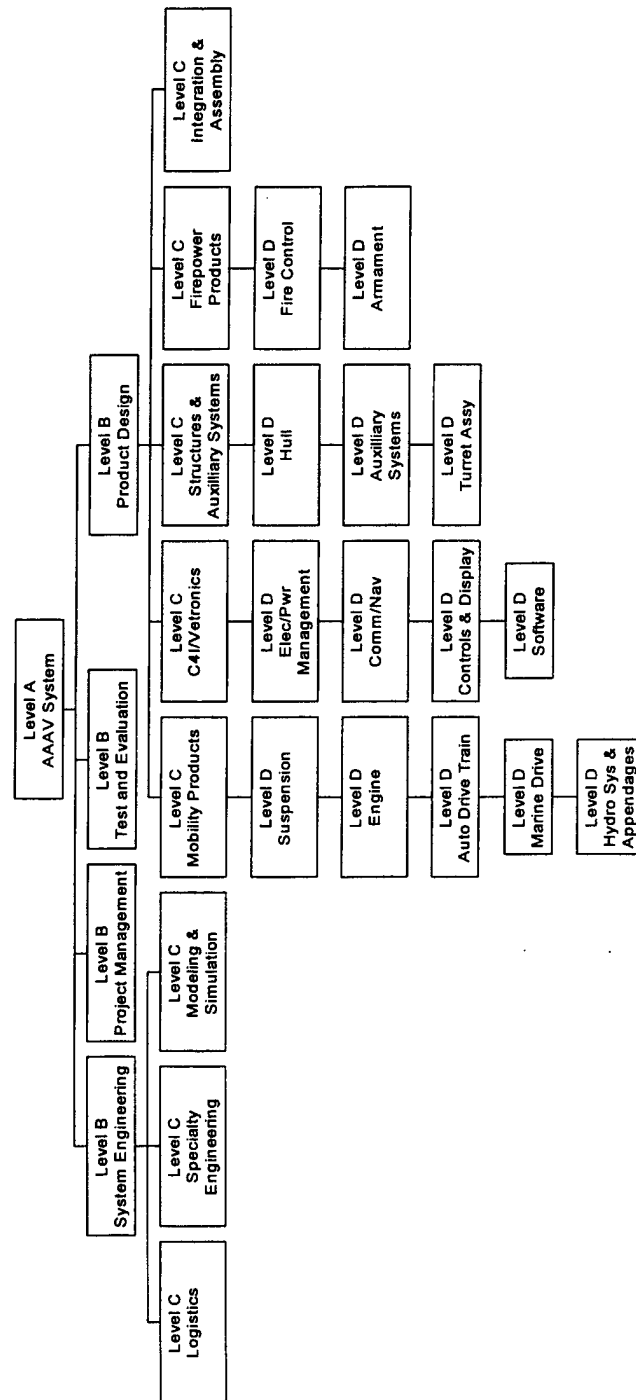 Level A
AAAV System
Level B
System Engineering
Level B
Project Management
Level B
Test and Evaluation
Level B
Product Design
Level C
Logistics
Level C
Specialty
Engineering
Level C
Modeling &
Simulation
Level C
Mobility Products
Level D
Suspension
Level D
Engine
Level D
Auto Drive Train
Level D
Marine Drive
Level D
Hydro Sys &
Appendages
Level C
C4I/Vetronics
Level D
Elec/Pwr
Management
Level D
Comm/Nav
Level D
Controls & Display
Level D
Software
Level C
Structures &
Auxilliary Systems
Level D
Hull
Level D
Auxilliary
Systems
Level D
Turret Assy
Level C
Firepower
Products
Level D
Fire Control
Level D
Armament
Level C
Integration &
Assembly